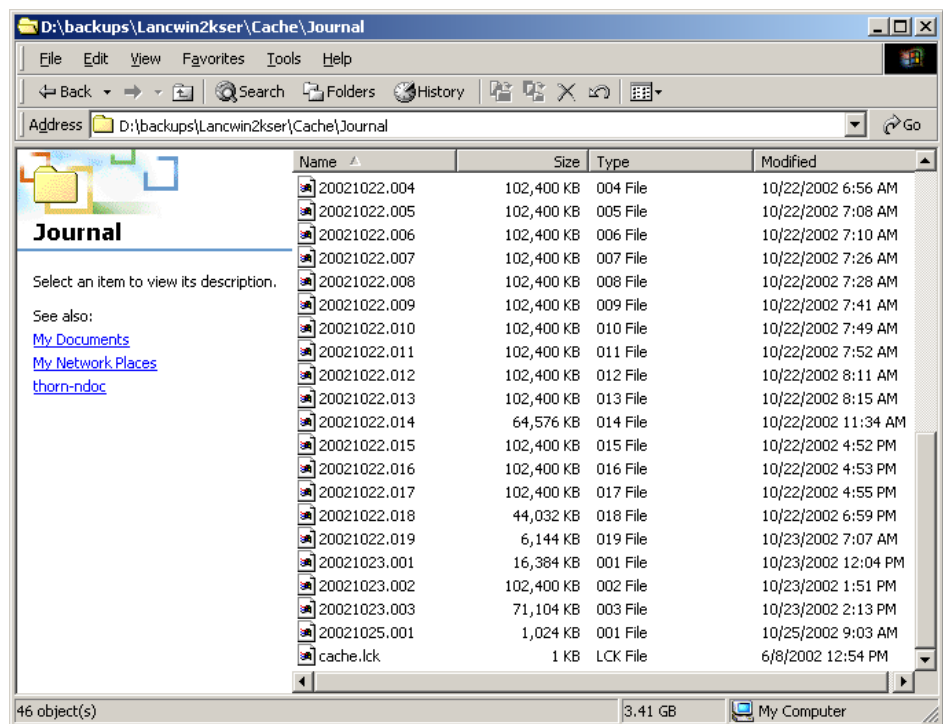 D:\backups\Lancwin2kser\Cache\Journal
File Edit View Favorites Tools Help
Back Search Folders History
Address D:\backups\Lancwin2kser\Cache\Journal Go
Journal
Select an item to view its description.
See also:
My Documents
My Network Places
thorn-ndoc
Name Size Type Modified
20021022.004 102,400 KB 004 File 10/22/2002 6:56 AM
20021022.005 102,400 KB 005 File 10/22/2002 7:08 AM
20021022.006 102,400 KB 006 File 10/22/2002 7:10 AM
20021022.007 102,400 KB 007 File 10/22/2002 7:26 AM
20021022.008 102,400 KB 008 File 10/22/2002 7:28 AM
20021022.009 102,400 KB 009 File 10/22/2002 7:41 AM
20021022.010 102,400 KB 010 File 10/22/2002 7:49 AM
20021022.011 102,400 KB 011 File 10/22/2002 7:52 AM
20021022.012 102,400 KB 012 File 10/22/2002 8:11 AM
20021022.013 102,400 KB 013 File 10/22/2002 8:15 AM
20021022.014 64,576 KB 014 File 10/22/2002 11:34 AM
20021022.015 102,400 KB 015 File 10/22/2002 4:52 PM
20021022.016 102,400 KB 016 File 10/22/2002 4:53 PM
20021022.017 102,400 KB 017 File 10/22/2002 4:55 PM
20021022.018 44,032 KB 018 File 10/22/2002 6:59 PM
20021022.019 6,144 KB 019 File 10/23/2002 7:07 AM
20021023.001 16,384 KB 001 File 10/23/2002 12:04 PM
20021023.002 102,400 KB 002 File 10/23/2002 1:51 PM
20021023.003 71,104 KB 003 File 10/23/2002 2:13 PM
20021025.001 1,024 KB 001 File 10/25/2002 9:03 AM
cache.lck 1 KB LCK File 6/8/2002 12:54 PM
46 object(s) 3.41 GB My Computer